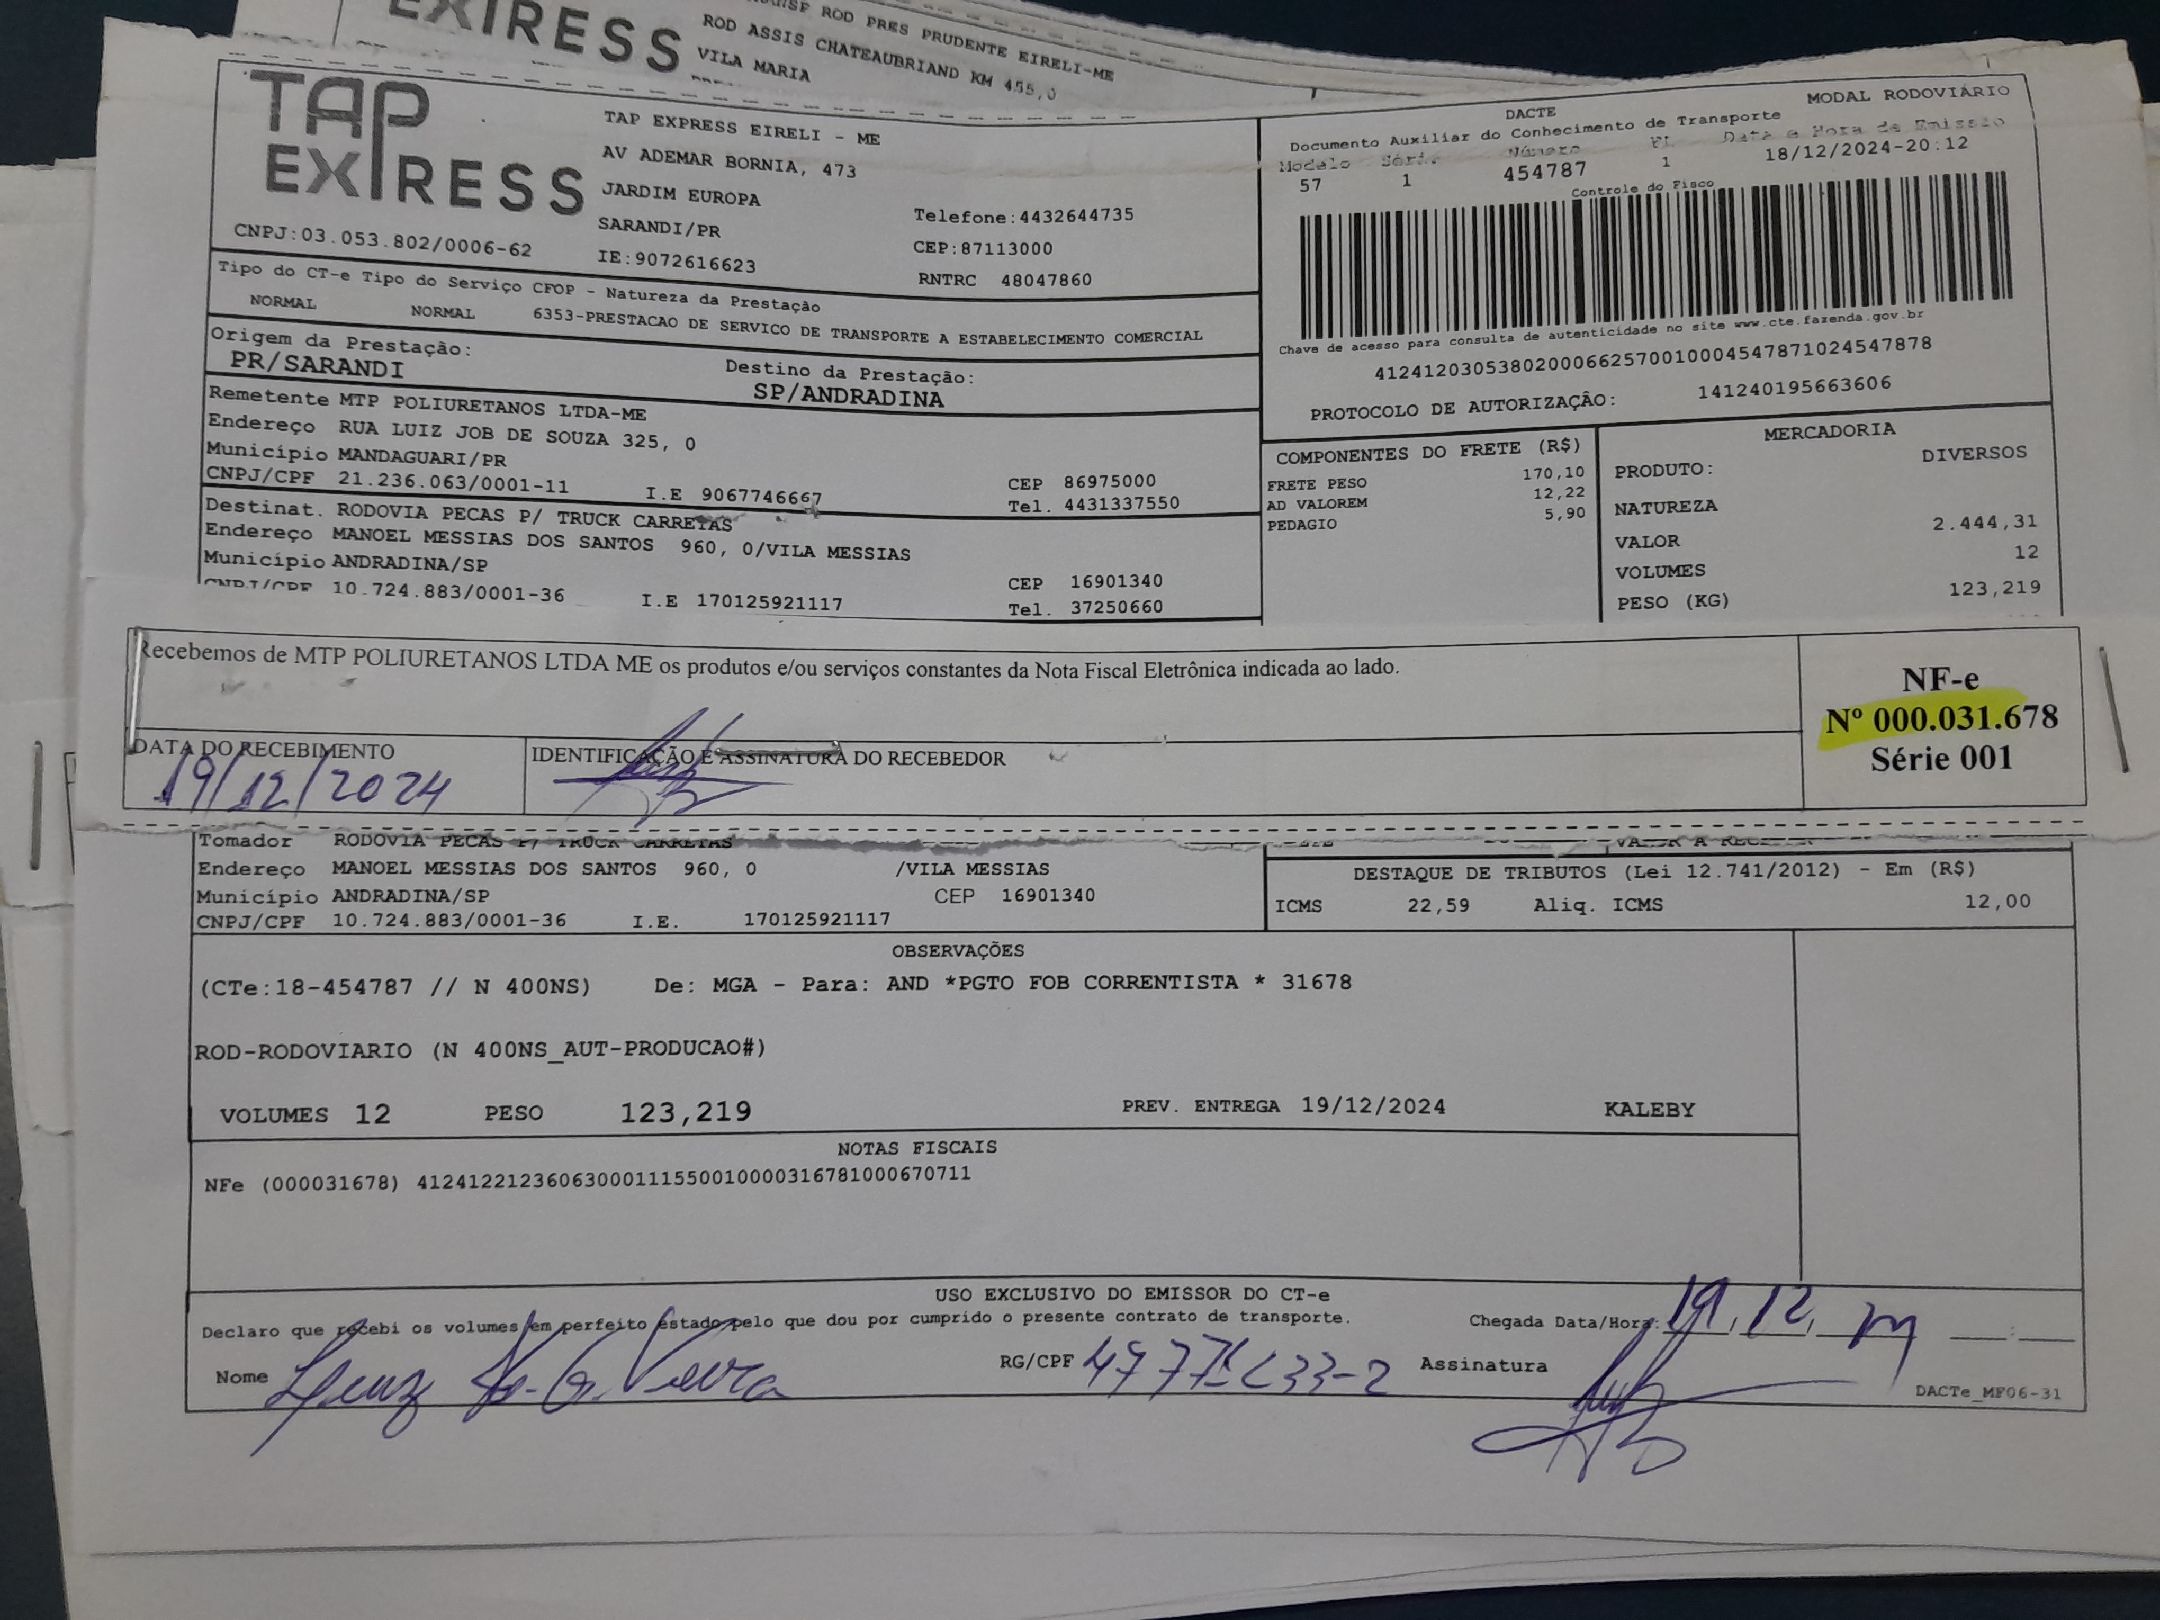 EXPRESS
ROD PRES PRUDENTE EIRELI-ME
ROD ASSIS CHATEAUBRIAND KM 455,0
VILA MARIA
TAP EXPRESS
CNPJ:03.053.802/0006-62
TAP EXPRESS EIRELI - ME
AV ADEMAR BORNIA, 473
JARDIM EUROPA
SARANDI/PR
IE:9072616623
Telefone:4432644735
CEP:87113000
RNTRC 48047860
DACTE
MODAL RODOVIÁRIO
Documento Auxiliar do Conhecimento de Transporte
Modelo Série Número Fl Data e Hora de Emissão
57 1 454787 1 18/12/2024-20:12
Controle do Fisco
Chave de acesso para consulta de autenticidade no site www.cte.fazenda.gov.br
41241203053802000662570010004547871024547878
PROTOCOLO DE AUTORIZAÇÃO: 141240195663606
Tipo do CT-e Tipo do Serviço CFOP - Natureza da Prestação
NORMAL NORMAL 6353-PRESTACAO DE SERVICO DE TRANSPORTE A ESTABELECIMENTO COMERCIAL
Origem da Prestação:
PR/SARANDI
Destino da Prestação:
SP/ANDRADINA
Remetente MTP POLIURETANOS LTDA-ME
Endereço RUA LUIZ JOB DE SOUZA 325, 0
Município MANDAGUARI/PR CEP 86975000
CNPJ/CPF 21.236.063/0001-11 I.E 9067746667 Tel. 4431337550
Destinat. RODOVIA PECAS P/ TRUCK CARRETAS
Endereço MANOEL MESSIAS DOS SANTOS 960, 0/VILA MESSIAS
Município ANDRADINA/SP CEP 16901340
CNPJ/CPF 10.724.883/0001-36 I.E 170125921117 Tel. 37250660
COMPONENTES DO FRETE (R$)
FRETE PESO 170,10
AD VALOREM 12,22
PEDAGIO 5,90
MERCADORIA
PRODUTO: DIVERSOS
NATUREZA
VALOR 2.444,31
VOLUMES 12
PESO (KG) 123,219
Recebemos de MTP POLIURETANOS LTDA ME os produtos e/ou serviços constantes da Nota Fiscal Eletrônica indicada ao lado.
DATA DO RECEBIMENTO
19/12/2024
IDENTIFICAÇÃO E ASSINATURA DO RECEBEDOR
NF-e
Nº 000.031.678
Série 001
Tomador RODOVIA PECAS P/ TRUCK CARRETAS
Endereço MANOEL MESSIAS DOS SANTOS 960, 0 /VILA MESSIAS
Município ANDRADINA/SP CEP 16901340
CNPJ/CPF 10.724.883/0001-36 I.E. 170125921117
VALOR A
DESTAQUE DE TRIBUTOS (Lei 12.741/2012) - Em (R$)
ICMS 22,59 Aliq. ICMS 12,00
OBSERVAÇÕES
(CTe:18-454787 // N 400NS) De: MGA - Para: AND *PGTO FOB CORRENTISTA * 31678
ROD-RODOVIARIO (N 400NS_AUT-PRODUCAO#)
VOLUMES 12 PESO 123,219 PREV. ENTREGA 19/12/2024 KALEBY
NOTAS FISCAIS
NFe (000031678) 41241221236063000111550010000316781000670711
USO EXCLUSIVO DO EMISSOR DO CT-e
Declaro que recebi os volumes em perfeito estado pelo que dou por cumprido o presente contrato de transporte.
Chegada Data/Hora: 19, 12,
Nome
RG/CPF
Assinatura
DACTe_MF06-31